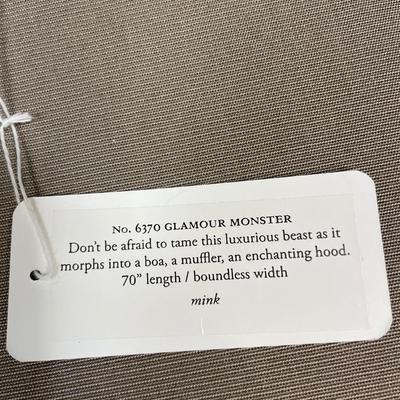 No. 6370 GLAMOUR MONSTER
Don't be afraid to tame this luxurious beast as it
morphs into a boa, a muffler, an enchanting hood.
70" length / boundless width
mink